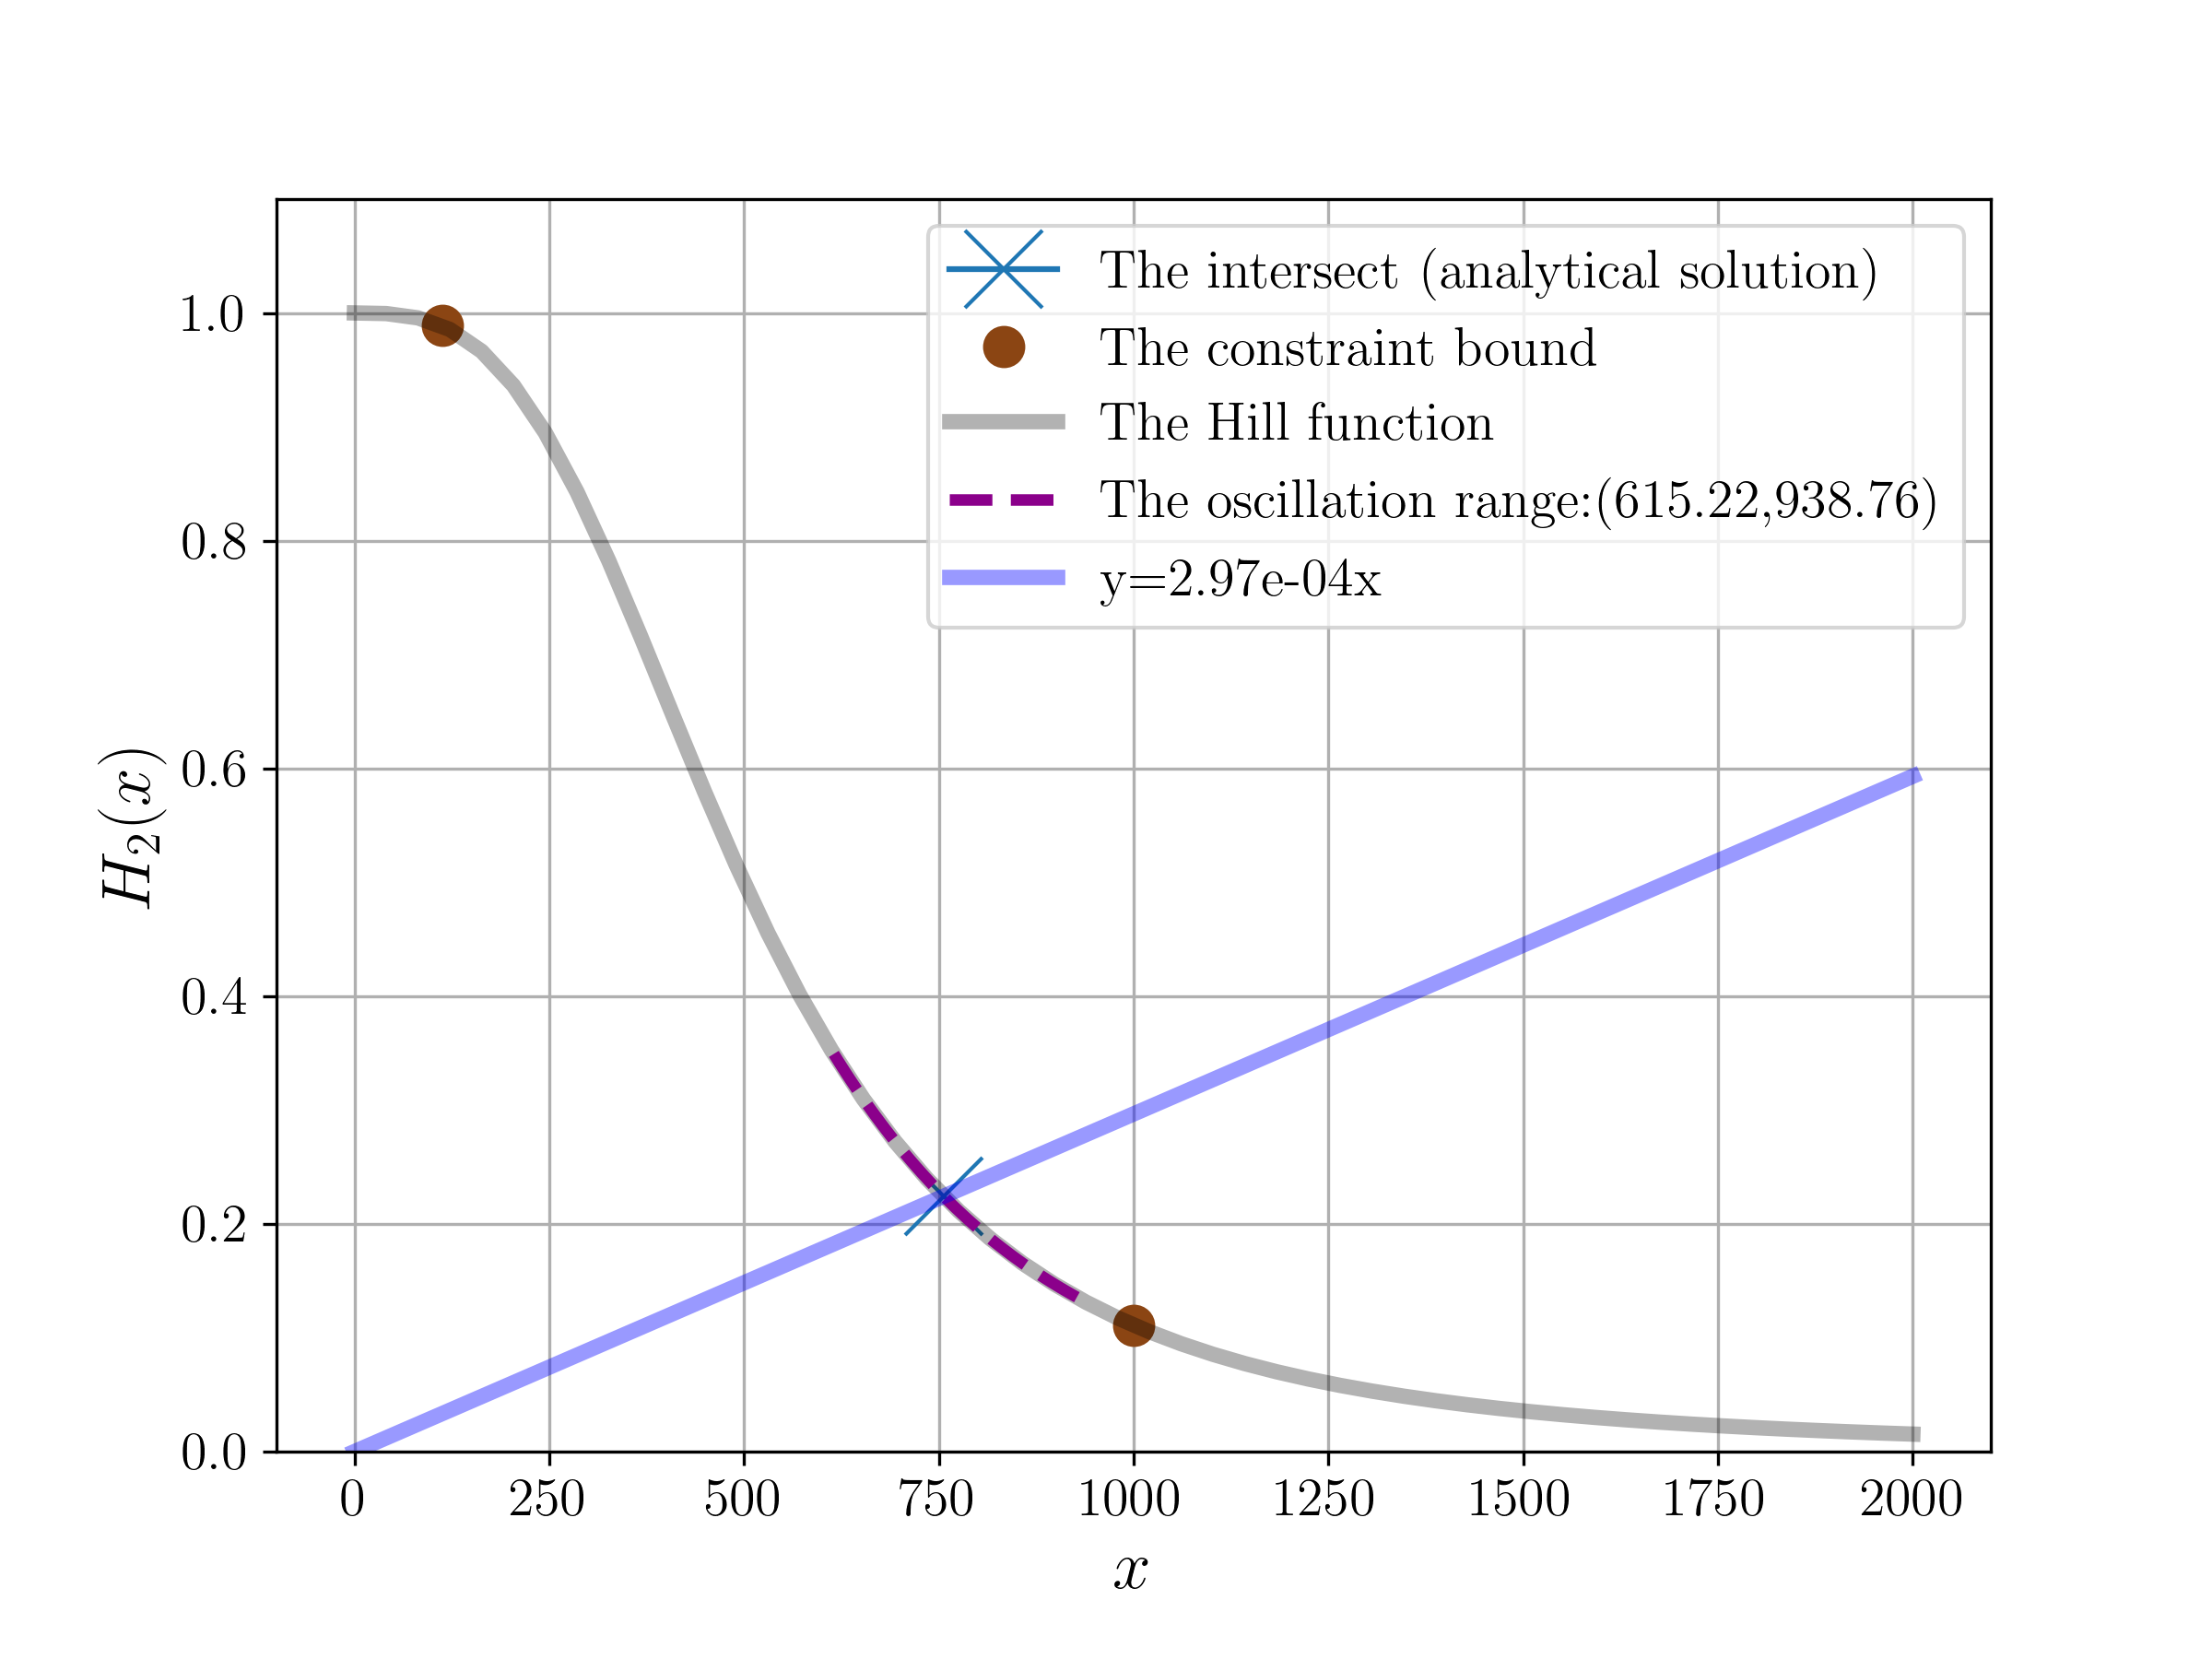 The intersect (analytical solution)
The constraint bound
The Hill function
The oscillation range:(615.22,938.76)
y=2.97e-04x
1.0
0.8
0.6
0.4
0.2
0.0
H₂(x)
0 250 500 750 1000 1250 1500 1750 2000
x